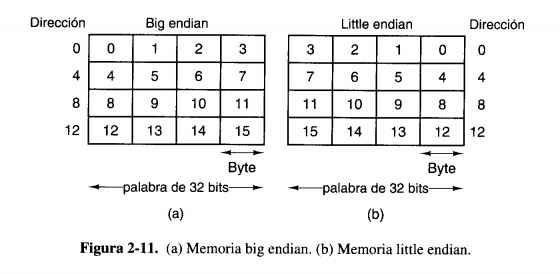 Dirección Big endian Little endian Dirección
0 0 1 2 3 3 2 1 0 0
4 4 5 6 7 7 6 5 4 4
8 8 9 10 11 11 10 9 8 8
12 12 13 14 15 15 14 13 12 12
Byte Byte
palabra de 32 bits palabra de 32 bits
(a) (b)
Figura 2-11. (a) Memoria big endian. (b) Memoria little endian.